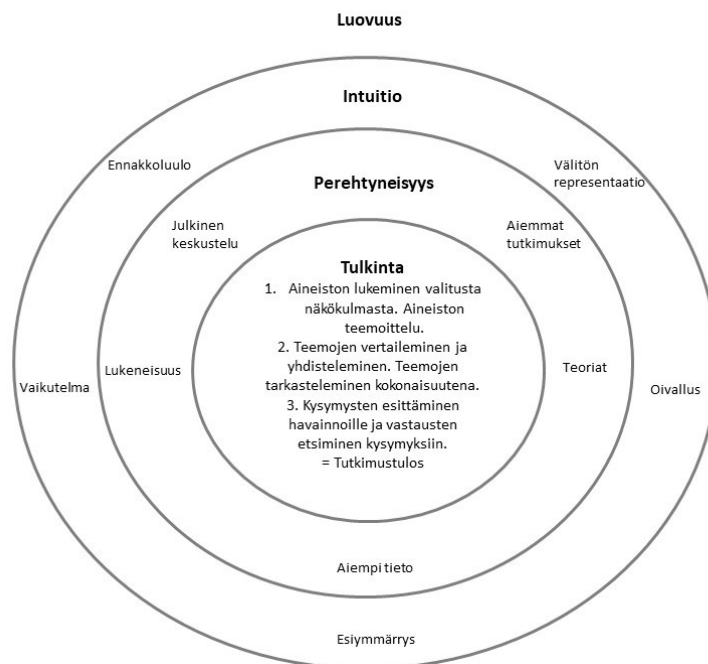 Luovuus
Intuitio
Ennakkoluulo
Välitön
representaatio
Perehtyneisyys
Julkinen
keskustelu
Aiemmat
tutkimukset
Tulkinta
1. Aineiston lukeminen valitusta
näkökulmasta. Aineiston
teemoittelu.
2. Teemojen vertaileminen ja
yhdisteleminen. Teemojen
tarkasteleminen kokonaisuutena.
3. Kysymysten esittäminen
havainnoille ja vastausten
etsiminen kysymyksiin.
= Tutkimustulos
Vaikutelma
Lukeneisuus
Teoriat
Oivallus
Aiempi tieto
Esiymmärrys